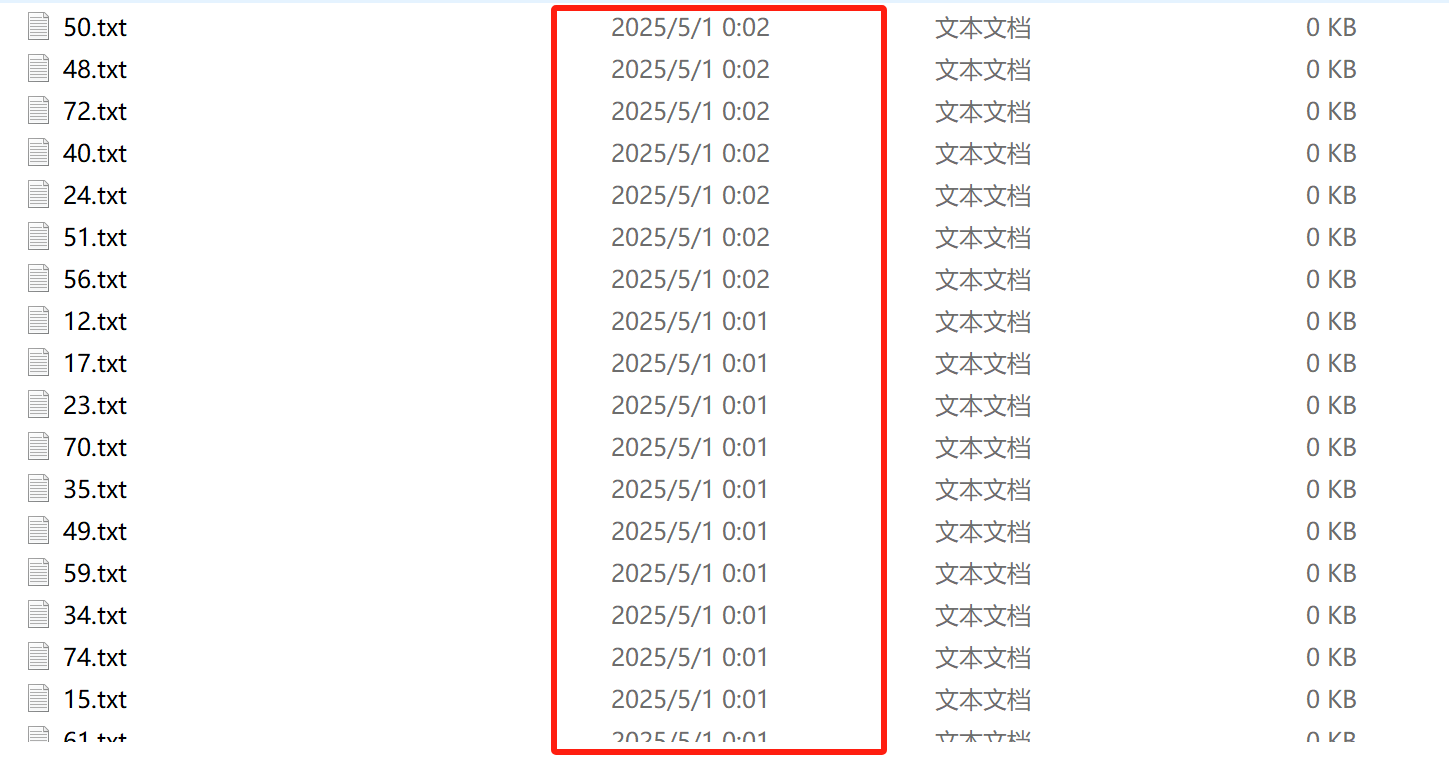 50.txt 2025/5/1 0:02 文本文档 0 KB
48.txt 2025/5/1 0:02 文本文档 0 KB
72.txt 2025/5/1 0:02 文本文档 0 KB
40.txt 2025/5/1 0:02 文本文档 0 KB
24.txt 2025/5/1 0:02 文本文档 0 KB
51.txt 2025/5/1 0:02 文本文档 0 KB
56.txt 2025/5/1 0:02 文本文档 0 KB
12.txt 2025/5/1 0:01 文本文档 0 KB
17.txt 2025/5/1 0:01 文本文档 0 KB
23.txt 2025/5/1 0:01 文本文档 0 KB
70.txt 2025/5/1 0:01 文本文档 0 KB
35.txt 2025/5/1 0:01 文本文档 0 KB
49.txt 2025/5/1 0:01 文本文档 0 KB
59.txt 2025/5/1 0:01 文本文档 0 KB
34.txt 2025/5/1 0:01 文本文档 0 KB
74.txt 2025/5/1 0:01 文本文档 0 KB
15.txt 2025/5/1 0:01 文本文档 0 KB
61.txt 2025/5/1 0:01 文本文档 0 KB